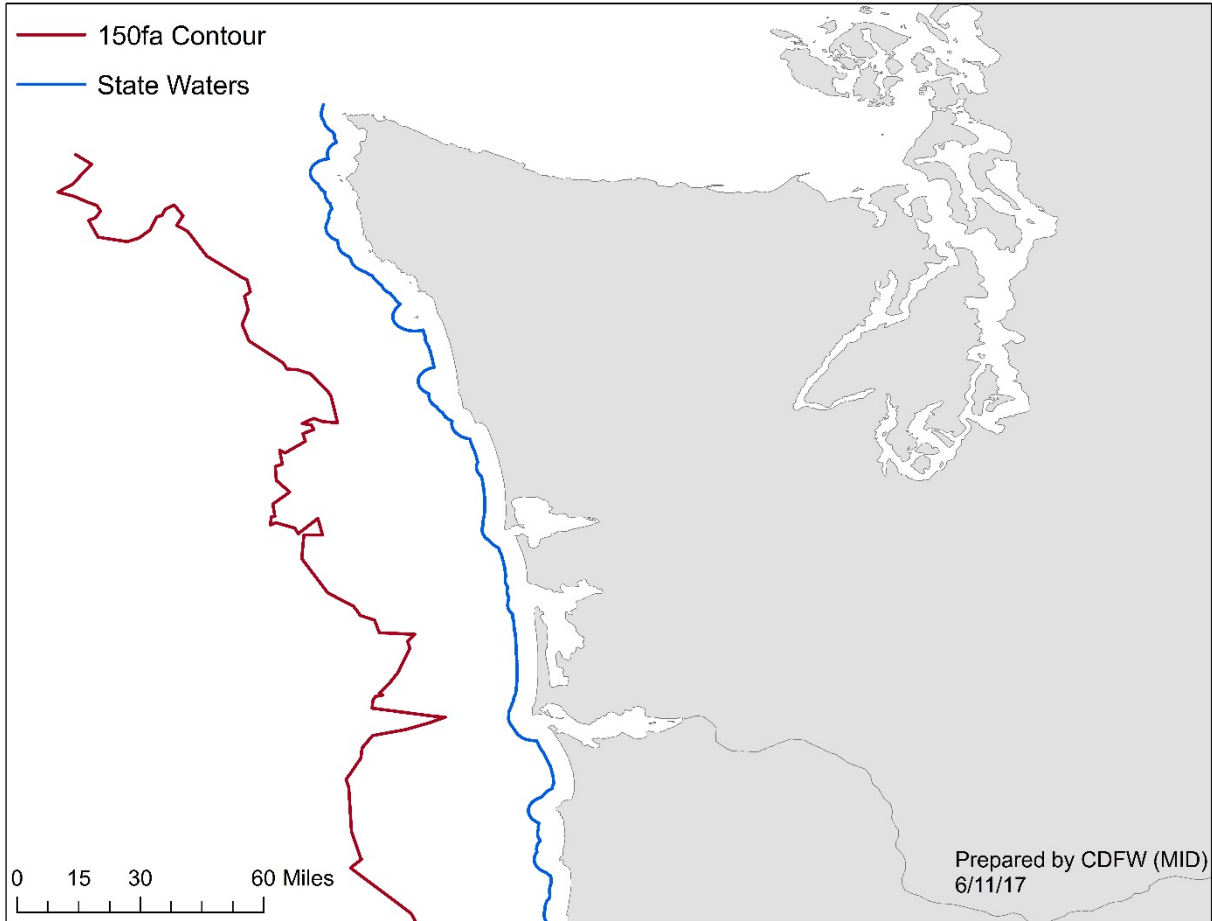 150fa Contour
State Waters
0 15 30 60 Miles
Prepared by CDFW (MID)
6/11/17